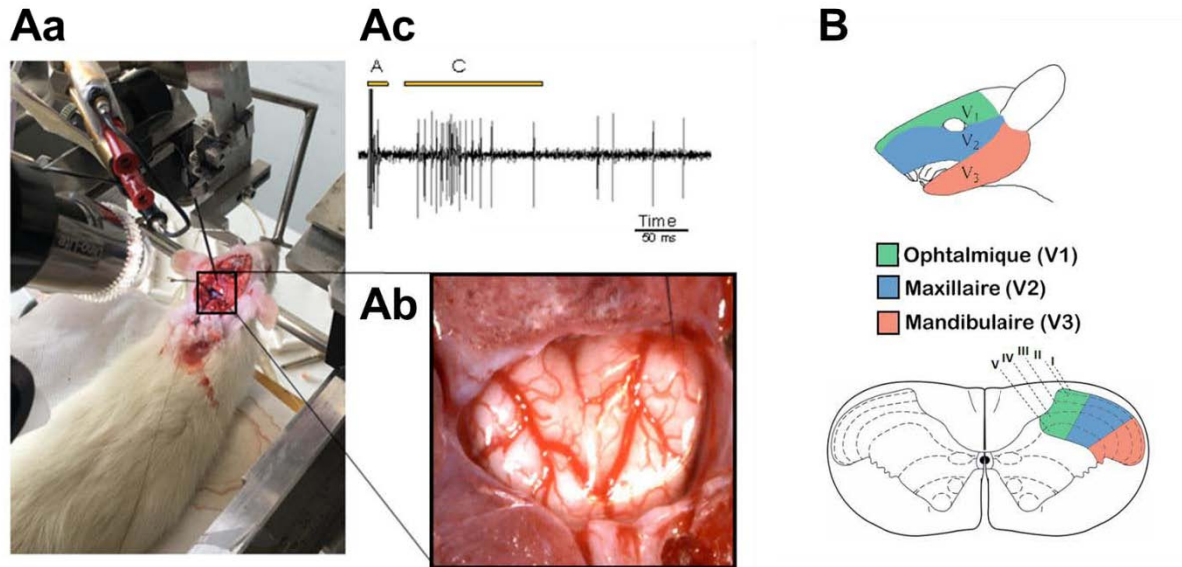 Aa
Ac
B
A
C
Time
50 ms
Ab
V1
V2
V3
Ophtalmique (V1)
Maxillaire (V2)
Mandibulaire (V3)
V IV III II I